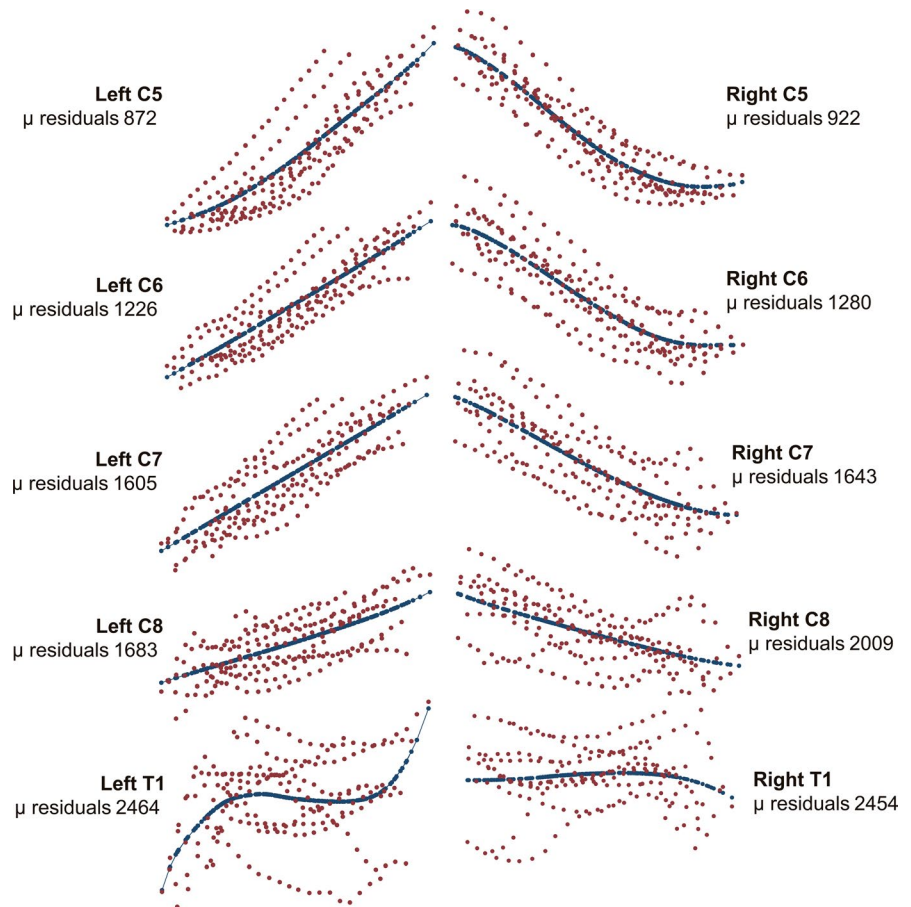 Left C5
µ residuals 872
Right C5
µ residuals 922
Left C6
µ residuals 1226
Right C6
µ residuals 1280
Left C7
µ residuals 1605
Right C7
µ residuals 1643
Left C8
µ residuals 1683
Right C8
µ residuals 2009
Left T1
µ residuals 2464
Right T1
µ residuals 2454